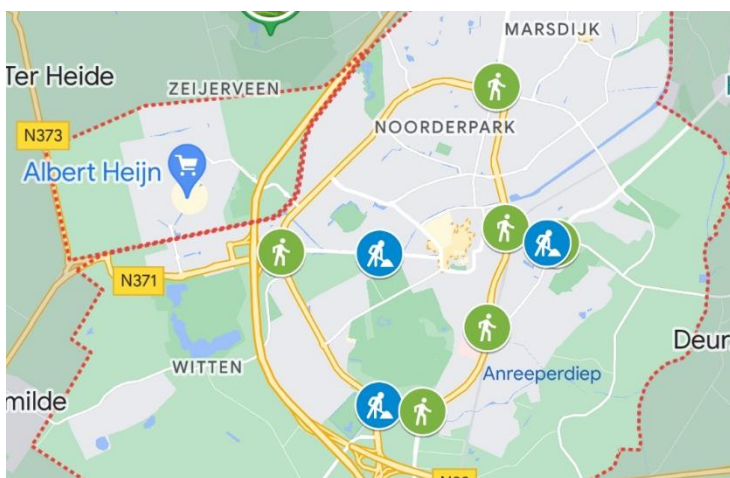 MARSDIJK
Ter Heide
ZEIJERVEEN
N373
NOORDERPARK
Albert Heijn
N371
Deur
WITTEN
Anreeperdiep
milde